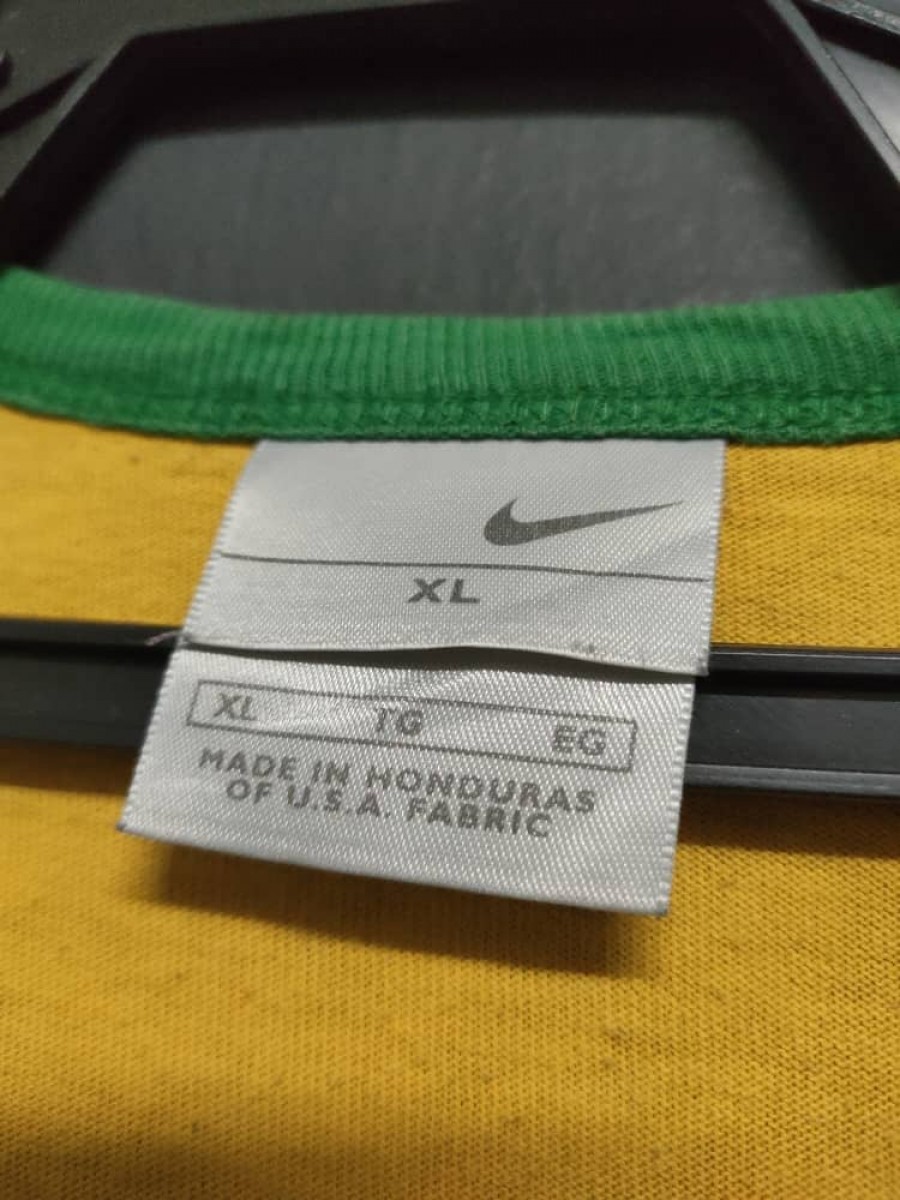 XL
XL TG EG
MADE IN HONDURAS
OF U.S.A. FABRIC